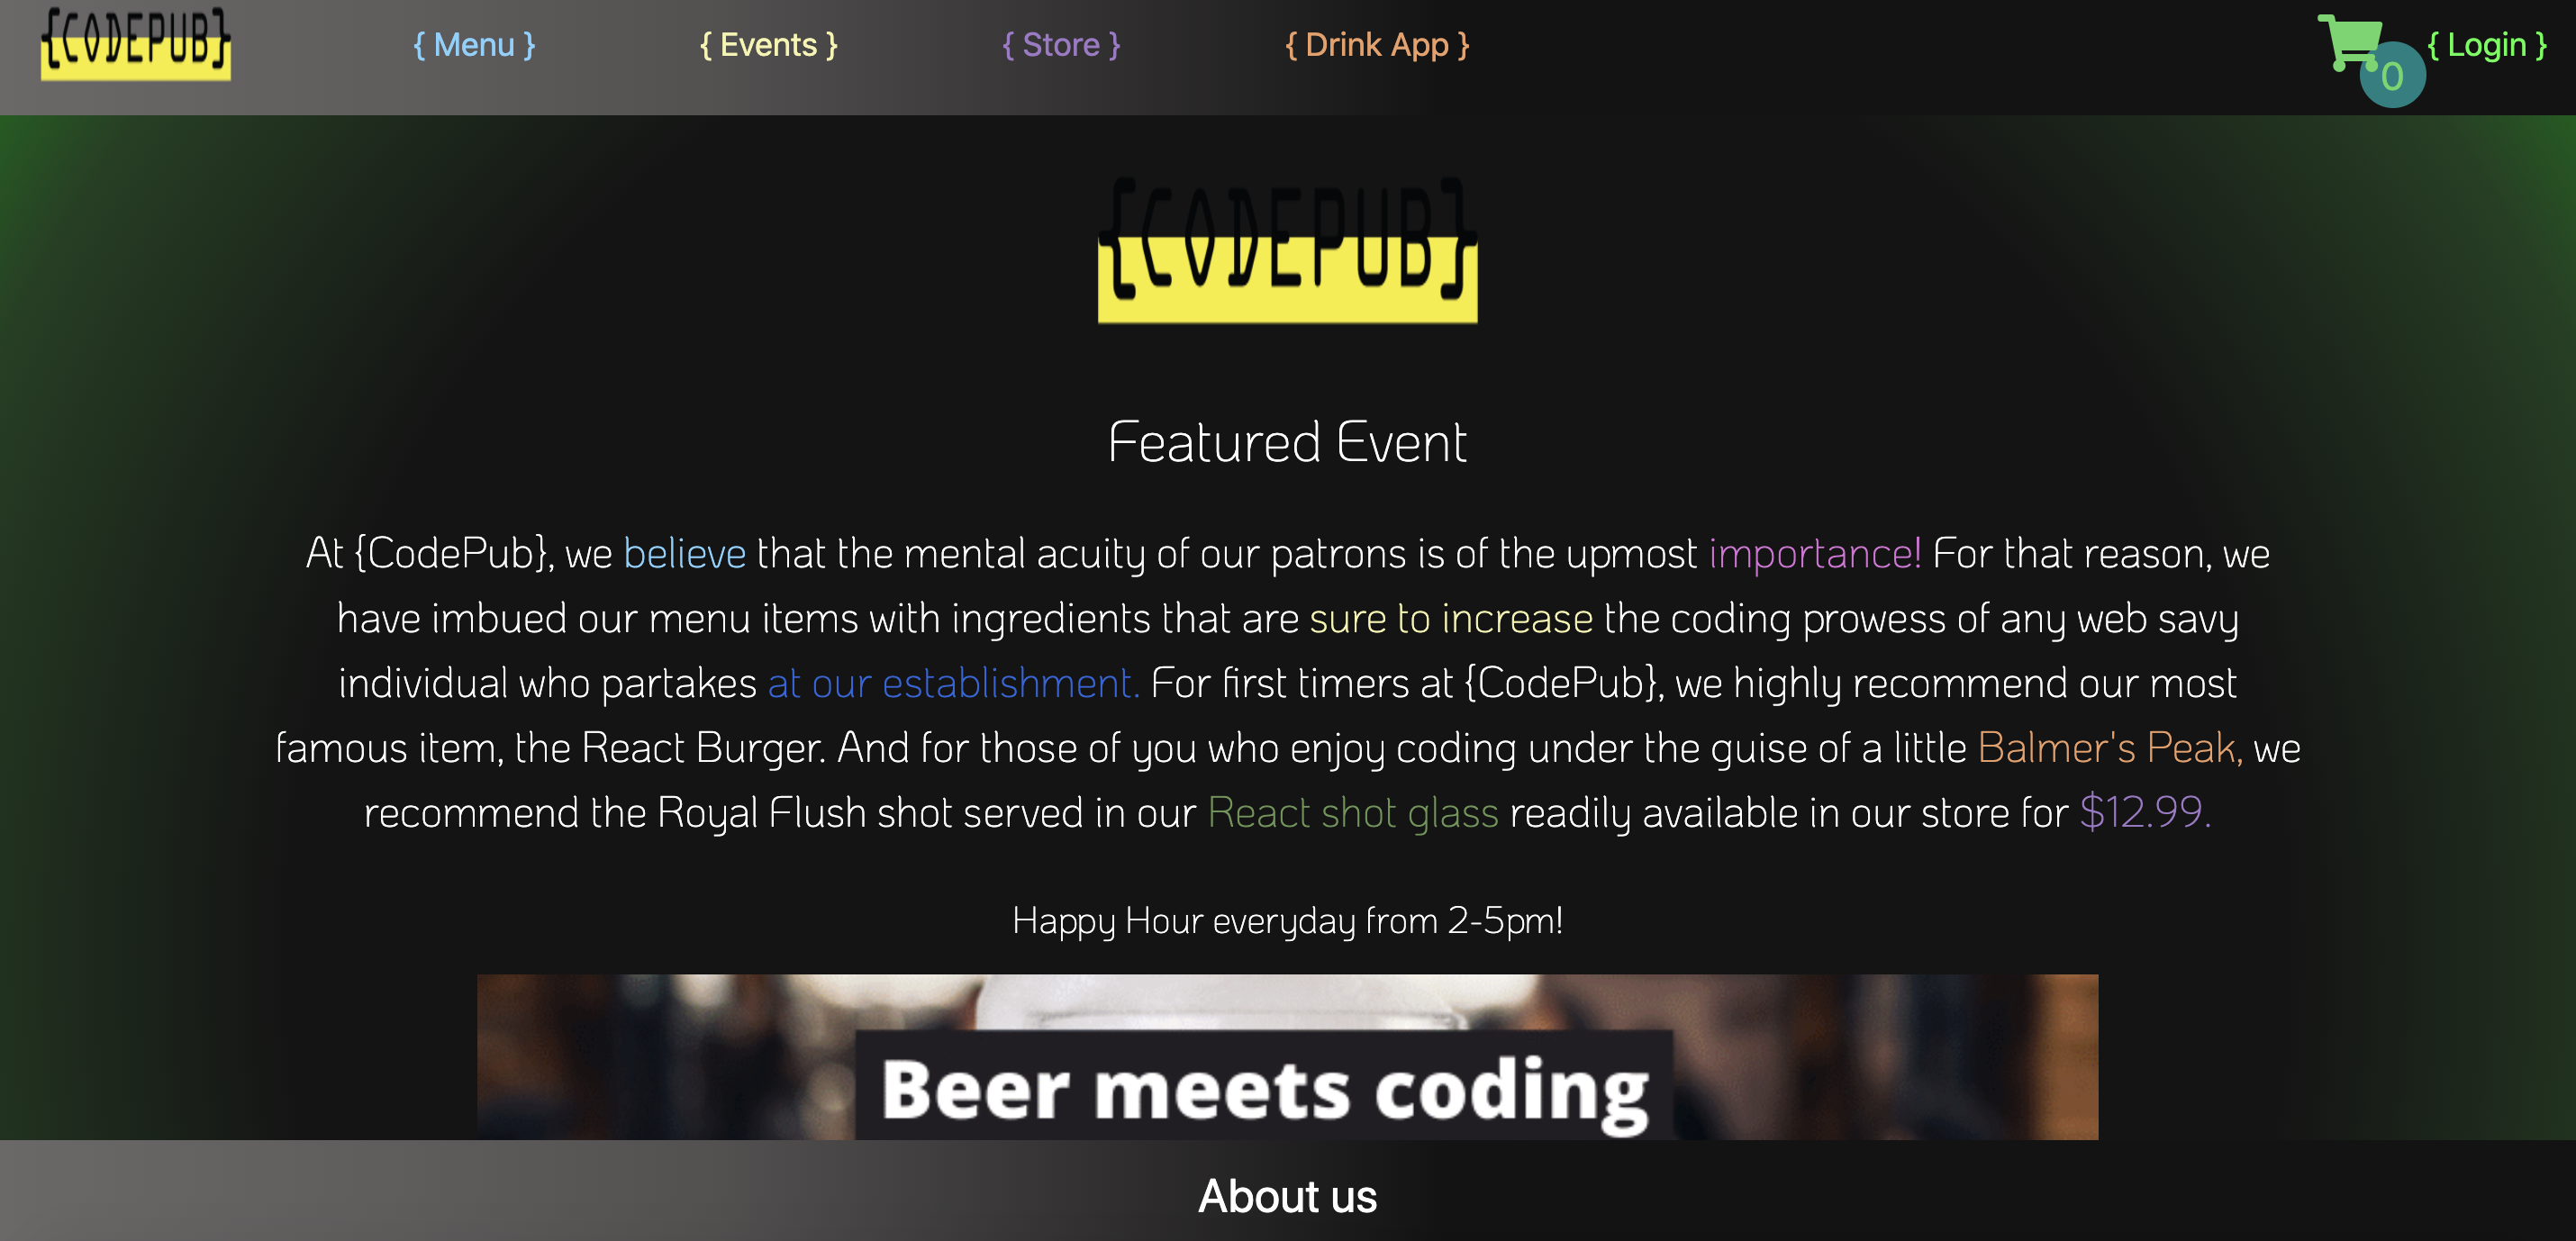 {CODEPUB}
{ Menu }
{ Events }
{ Store }
{ Drink App }
0
{ Login }
{CODEPUB}
Featured Event
At {CodePub}, we believe that the mental acuity of our patrons is of the upmost importance! For that reason, we
have imbued our menu items with ingredients that are sure to increase the coding prowess of any web savy
individual who partakes at our establishment. For first timers at {CodePub}, we highly recommend our most
famous item, the React Burger. And for those of you who enjoy coding under the guise of a little Balmer's Peak, we
recommend the Royal Flush shot served in our React shot glass readily available in our store for $12.99.
Happy Hour everyday from 2-5pm!
Beer meets coding
About us